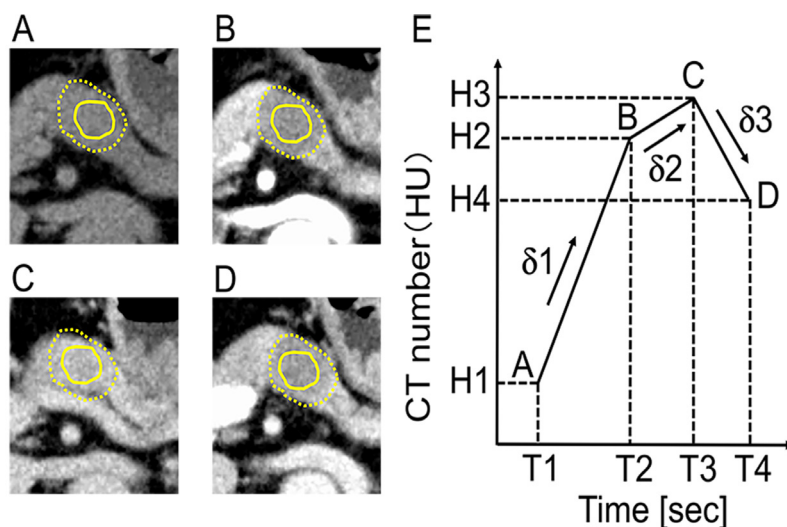 A
B
C
D
E
CT number(HU)
H3
H2
H4
H1
A
B
C
D
δ1
δ2
δ3
T1 T2 T3 T4
Time [sec]